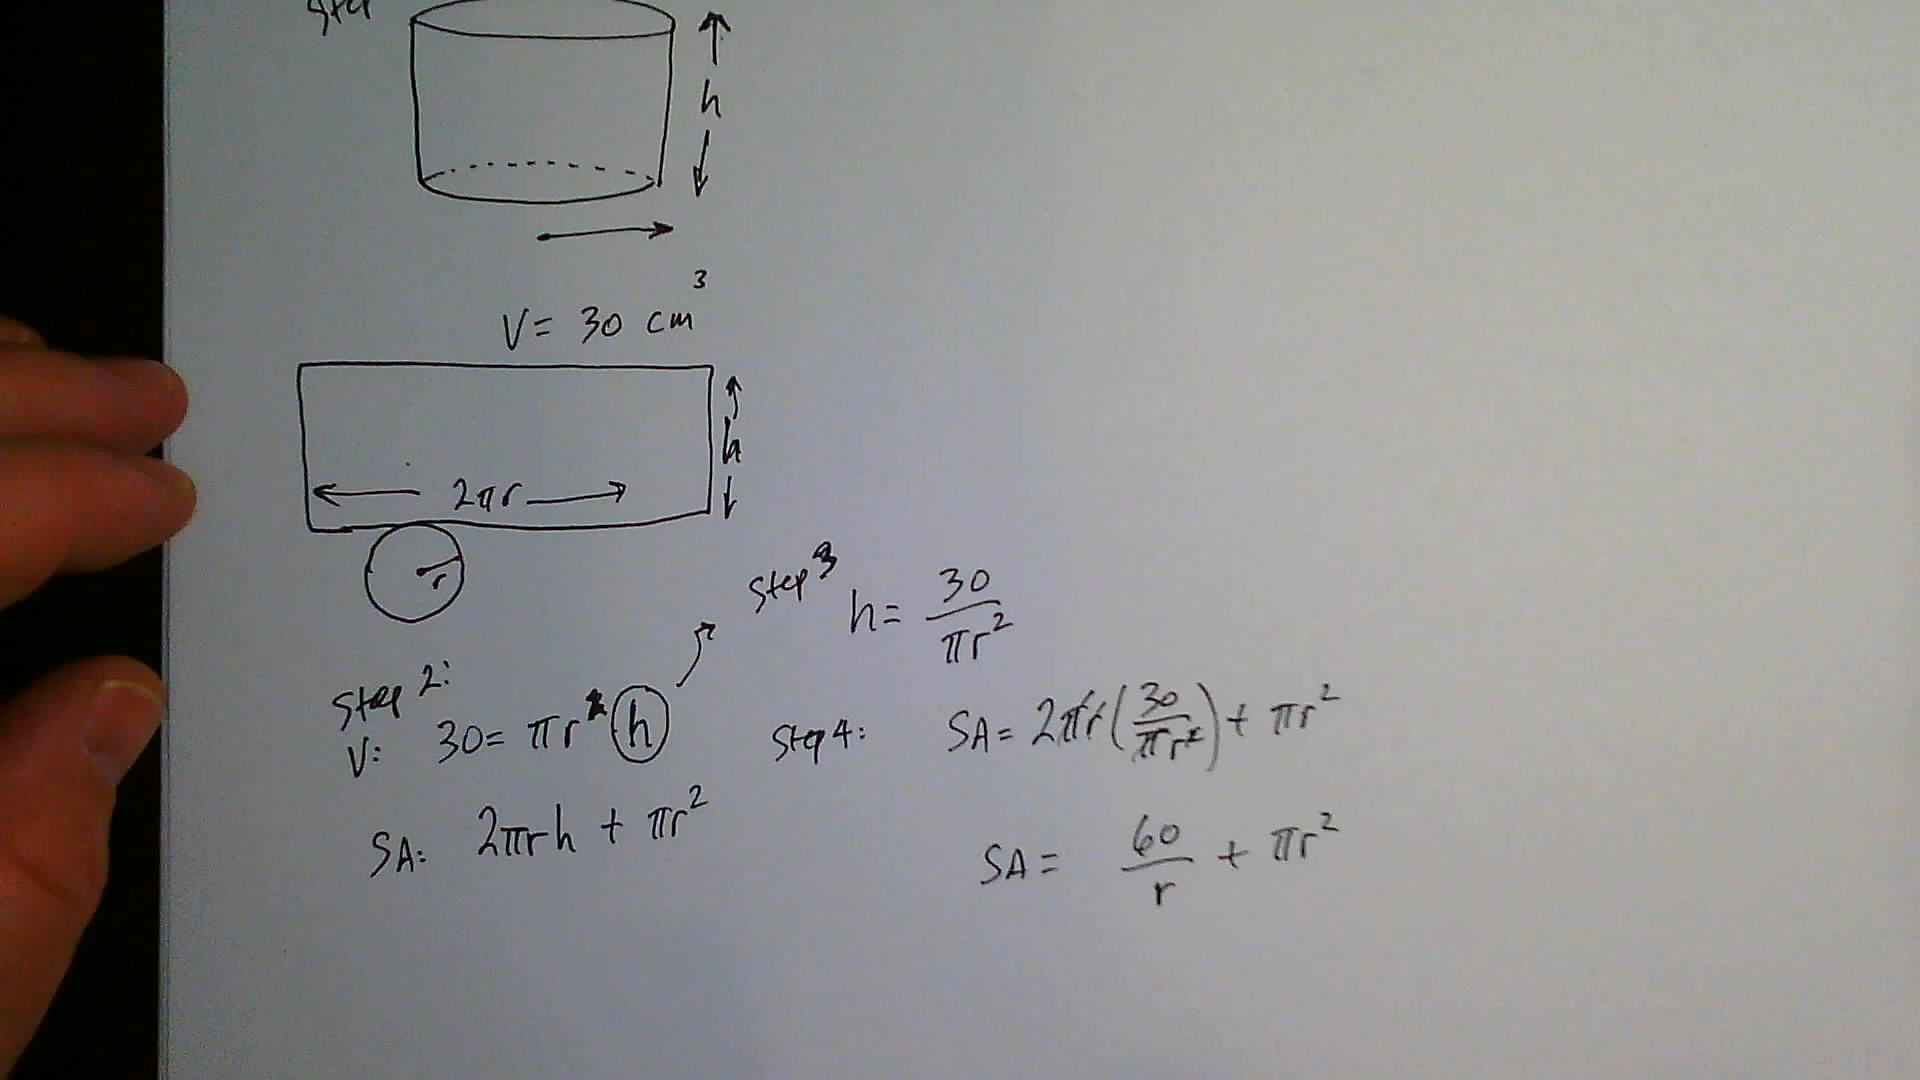 Step
h
V= 30 cm³
h
2πr
r
Step 3
h= 30/πr²
Step 2:
V: 30= πr² h
Step 4: SA= 2πr(30/πr²)+ πr²
SA: 2πrh + πr²
SA= 60/r + πr²